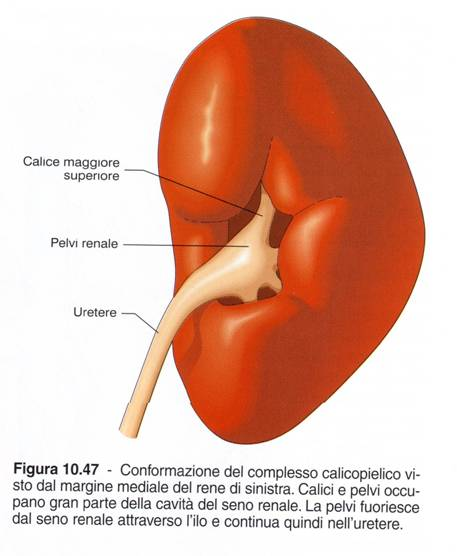 Calice maggiore
superiore
Pelvi renale
Uretere
Figura 10.47 - Conformazione del complesso calicopielico vi-
sto dal margine mediale del rene di sinistra. Calici e pelvi occu-
pano gran parte della cavità del seno renale. La pelvi fuoriesce
dal seno renale attraverso l'ilo e continua quindi nell'uretere.